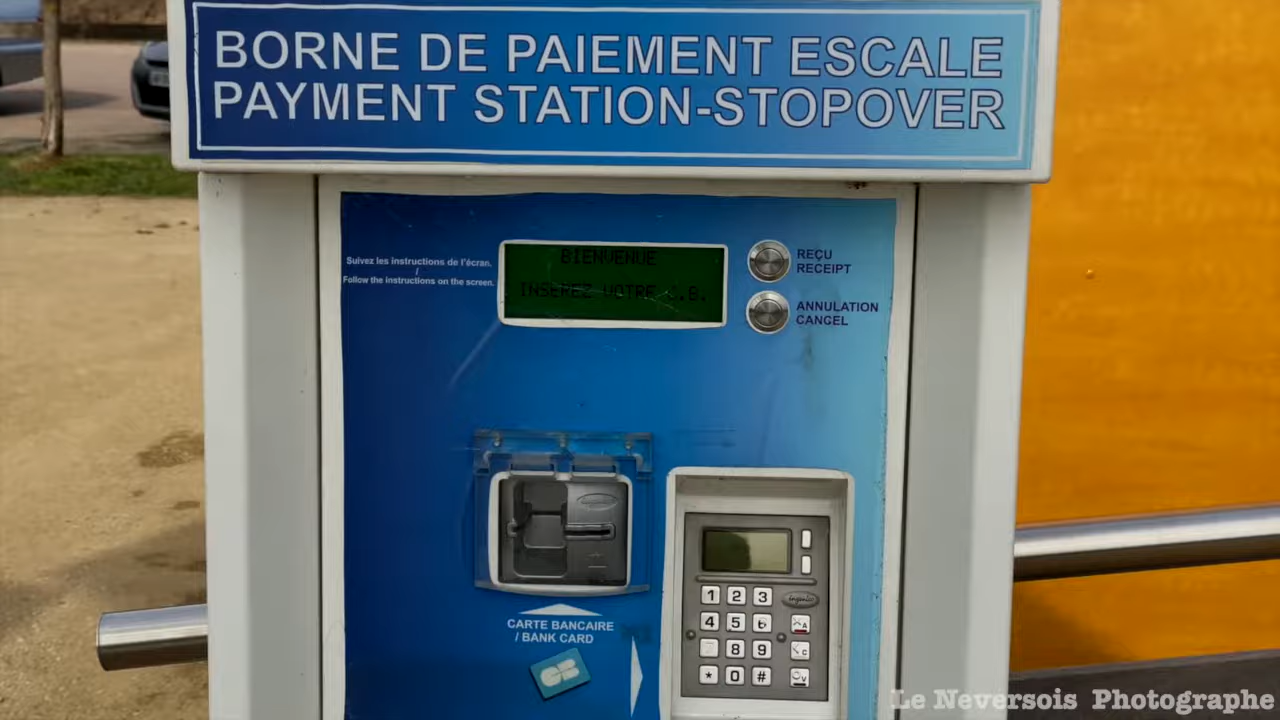 BORNE DE PAIEMENT ESCALE
PAYMENT STATION-STOPOVER
Suivez les instructions de l'écran.
/
Follow the instructions on the screen.
BIENVENUE
INSEREZ VOTRE C.B.
REÇU
RECEIPT
ANNULATION
CANCEL
CARTE BANCAIRE
/ BANK CARD
1 2 3
4 5 6
8 9
* 0 #
ingenico
A
C
V
Le Neversois Photographe